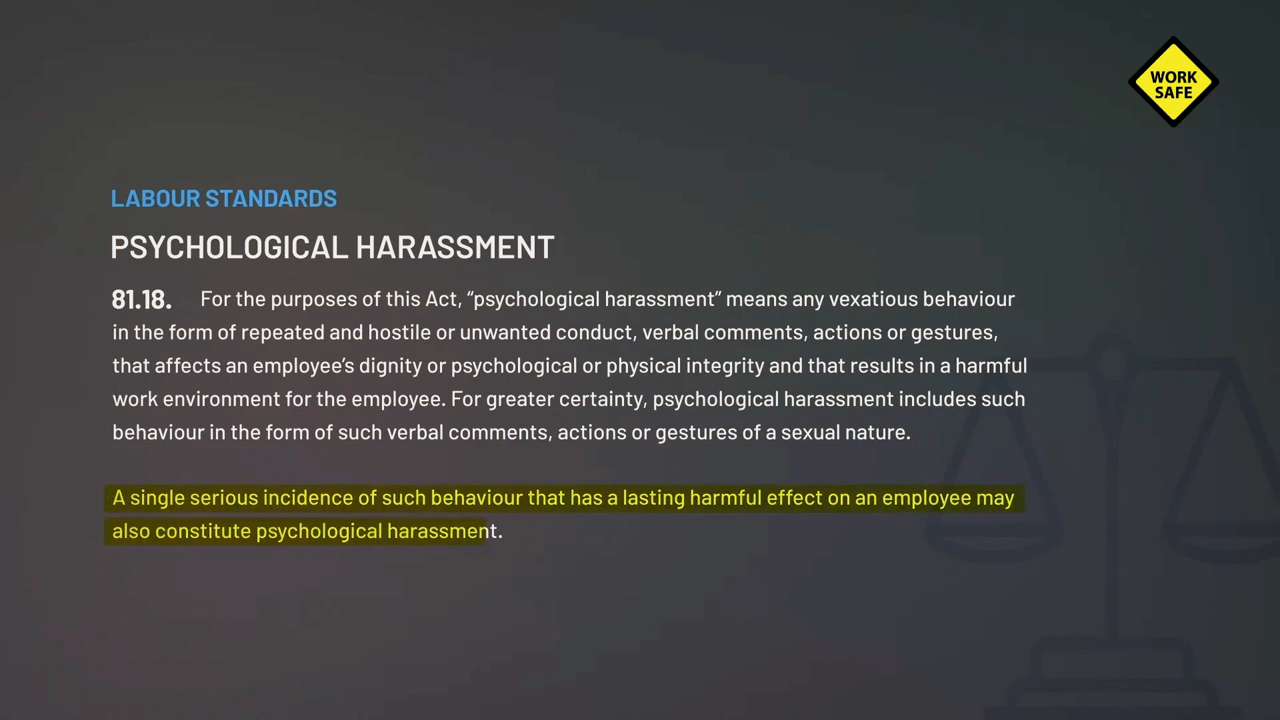 WORK
SAFE
LABOUR STANDARDS
PSYCHOLOGICAL HARASSMENT
81.18. For the purposes of this Act, “psychological harassment” means any vexatious behaviour
in the form of repeated and hostile or unwanted conduct, verbal comments, actions or gestures,
that affects an employee’s dignity or psychological or physical integrity and that results in a harmful
work environment for the employee. For greater certainty, psychological harassment includes such
behaviour in the form of such verbal comments, actions or gestures of a sexual nature.
A single serious incidence of such behaviour that has a lasting harmful effect on an employee may
also constitute psychological harassment.